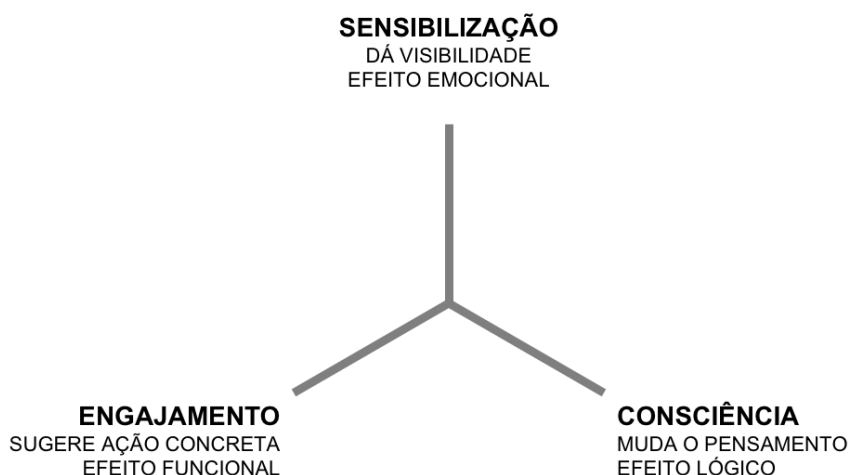 SENSIBILIZAÇÃO
DÁ VISIBILIDADE
EFEITO EMOCIONAL
ENGAJAMENTO
SUGERE AÇÃO CONCRETA
EFEITO FUNCIONAL
CONSCIÊNCIA
MUDA O PENSAMENTO
EFEITO LÓGICO